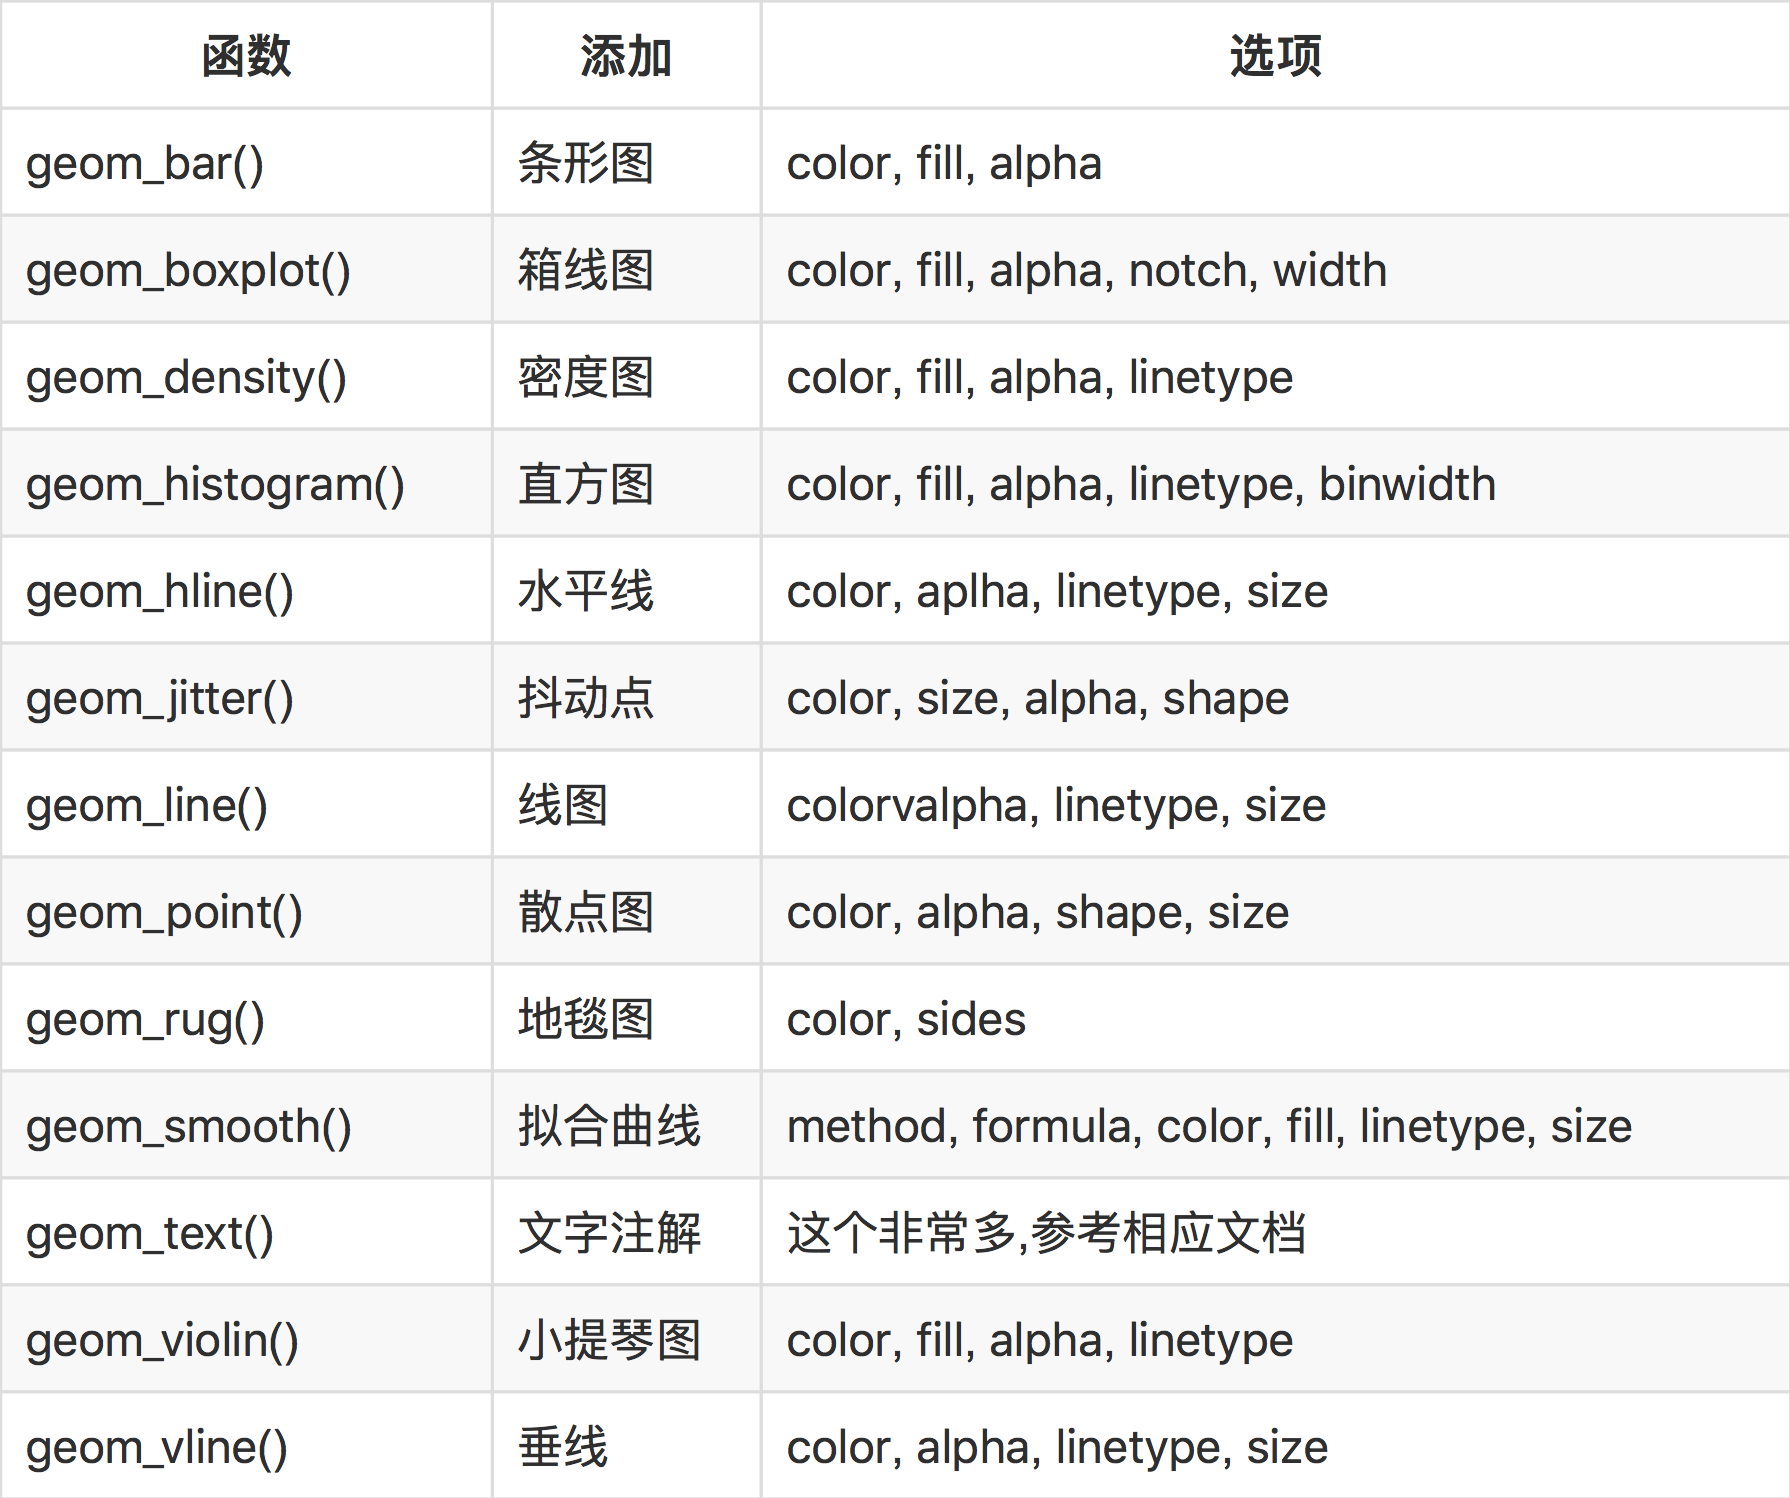 函数 添加 选项
geom_bar() 条形图 color, fill, alpha
geom_boxplot() 箱线图 color, fill, alpha, notch, width
geom_density() 密度图 color, fill, alpha, linetype
geom_histogram() 直方图 color, fill, alpha, linetype, binwidth
geom_hline() 水平线 color, aplha, linetype, size
geom_jitter() 抖动点 color, size, alpha, shape
geom_line() 线图 colorvalpha, linetype, size
geom_point() 散点图 color, alpha, shape, size
geom_rug() 地毯图 color, sides
geom_smooth() 拟合曲线 method, formula, color, fill, linetype, size
geom_text() 文字注解 这个非常多,参考相应文档
geom_violin() 小提琴图 color, fill, alpha, linetype
geom_vline() 垂线 color, alpha, linetype, size